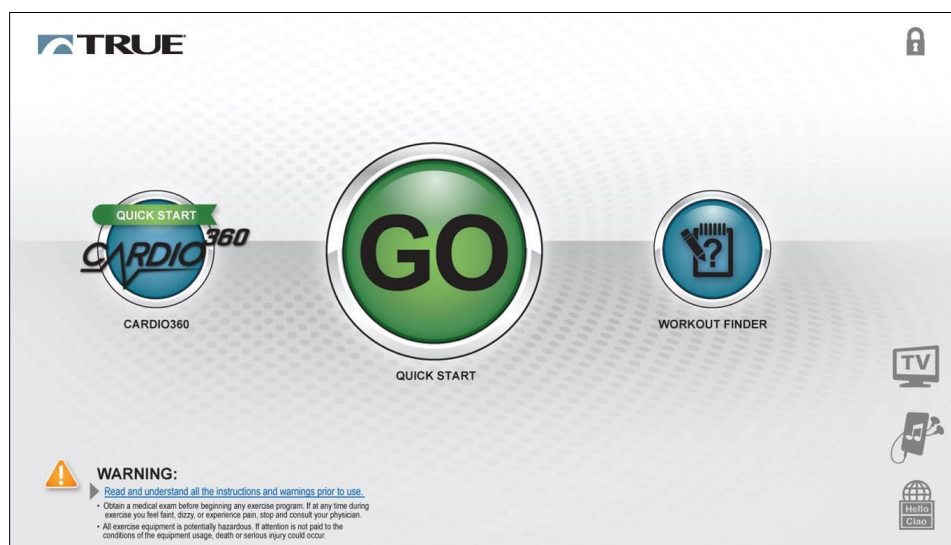 TRUE
QUICK START
CARDIO 360
CARDIO360
GO
QUICK START
?
WORKOUT FINDER
TV
Hello
Ciao
WARNING:
Read and understand all the instructions and warnings prior to use.
• Obtain a medical exam before beginning any exercise program. If at any time during
exercise you feel faint, dizzy, or experience pain, stop and consult your physician.
• All exercise equipment is potentially hazardous. If attention is not paid to the
conditions of the equipment usage, death or serious injury could occur.